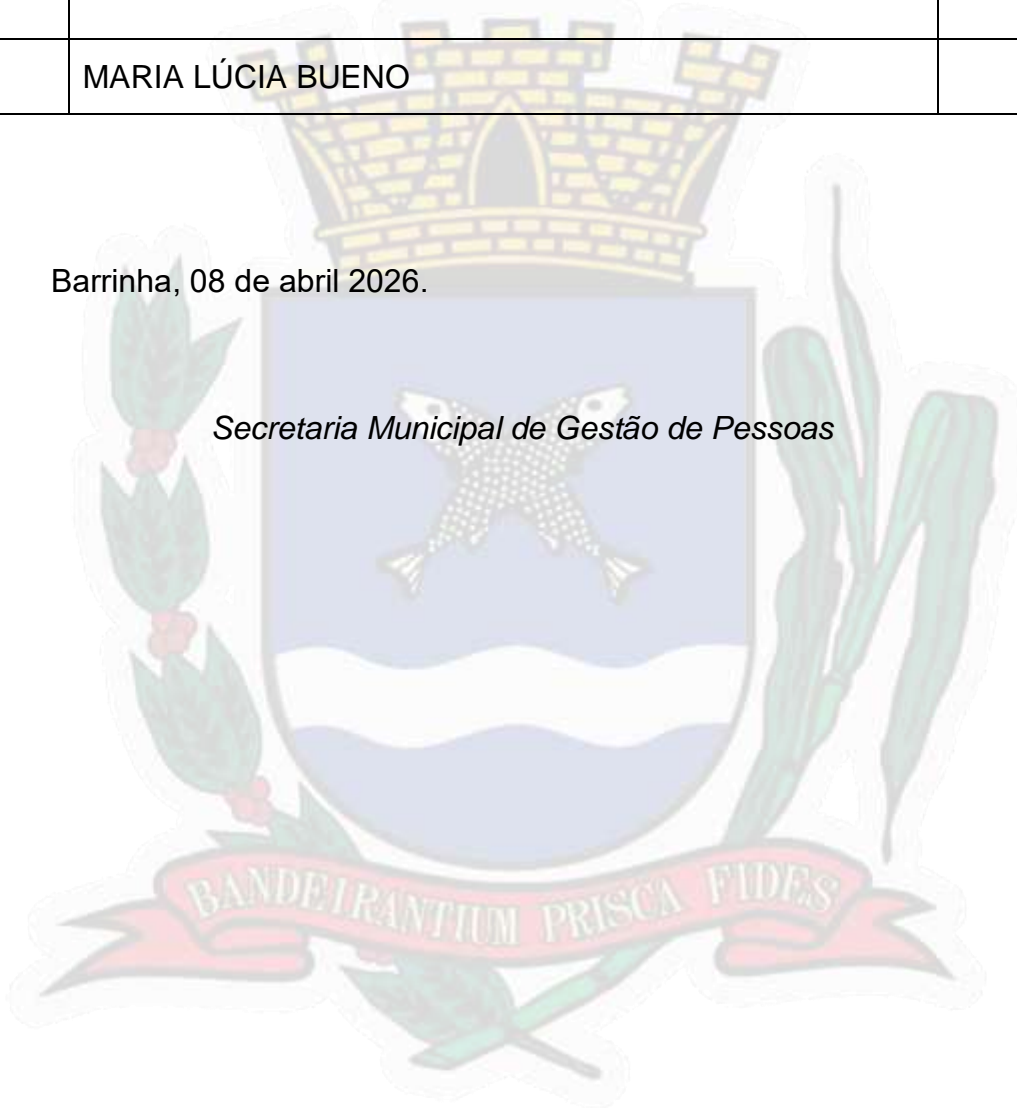 MARIA LÚCIA BUENO
Barrinha, 08 de abril 2026.
Secretaria Municipal de Gestão de Pessoas
BANDEIRANTIUM PRISCA FIDES